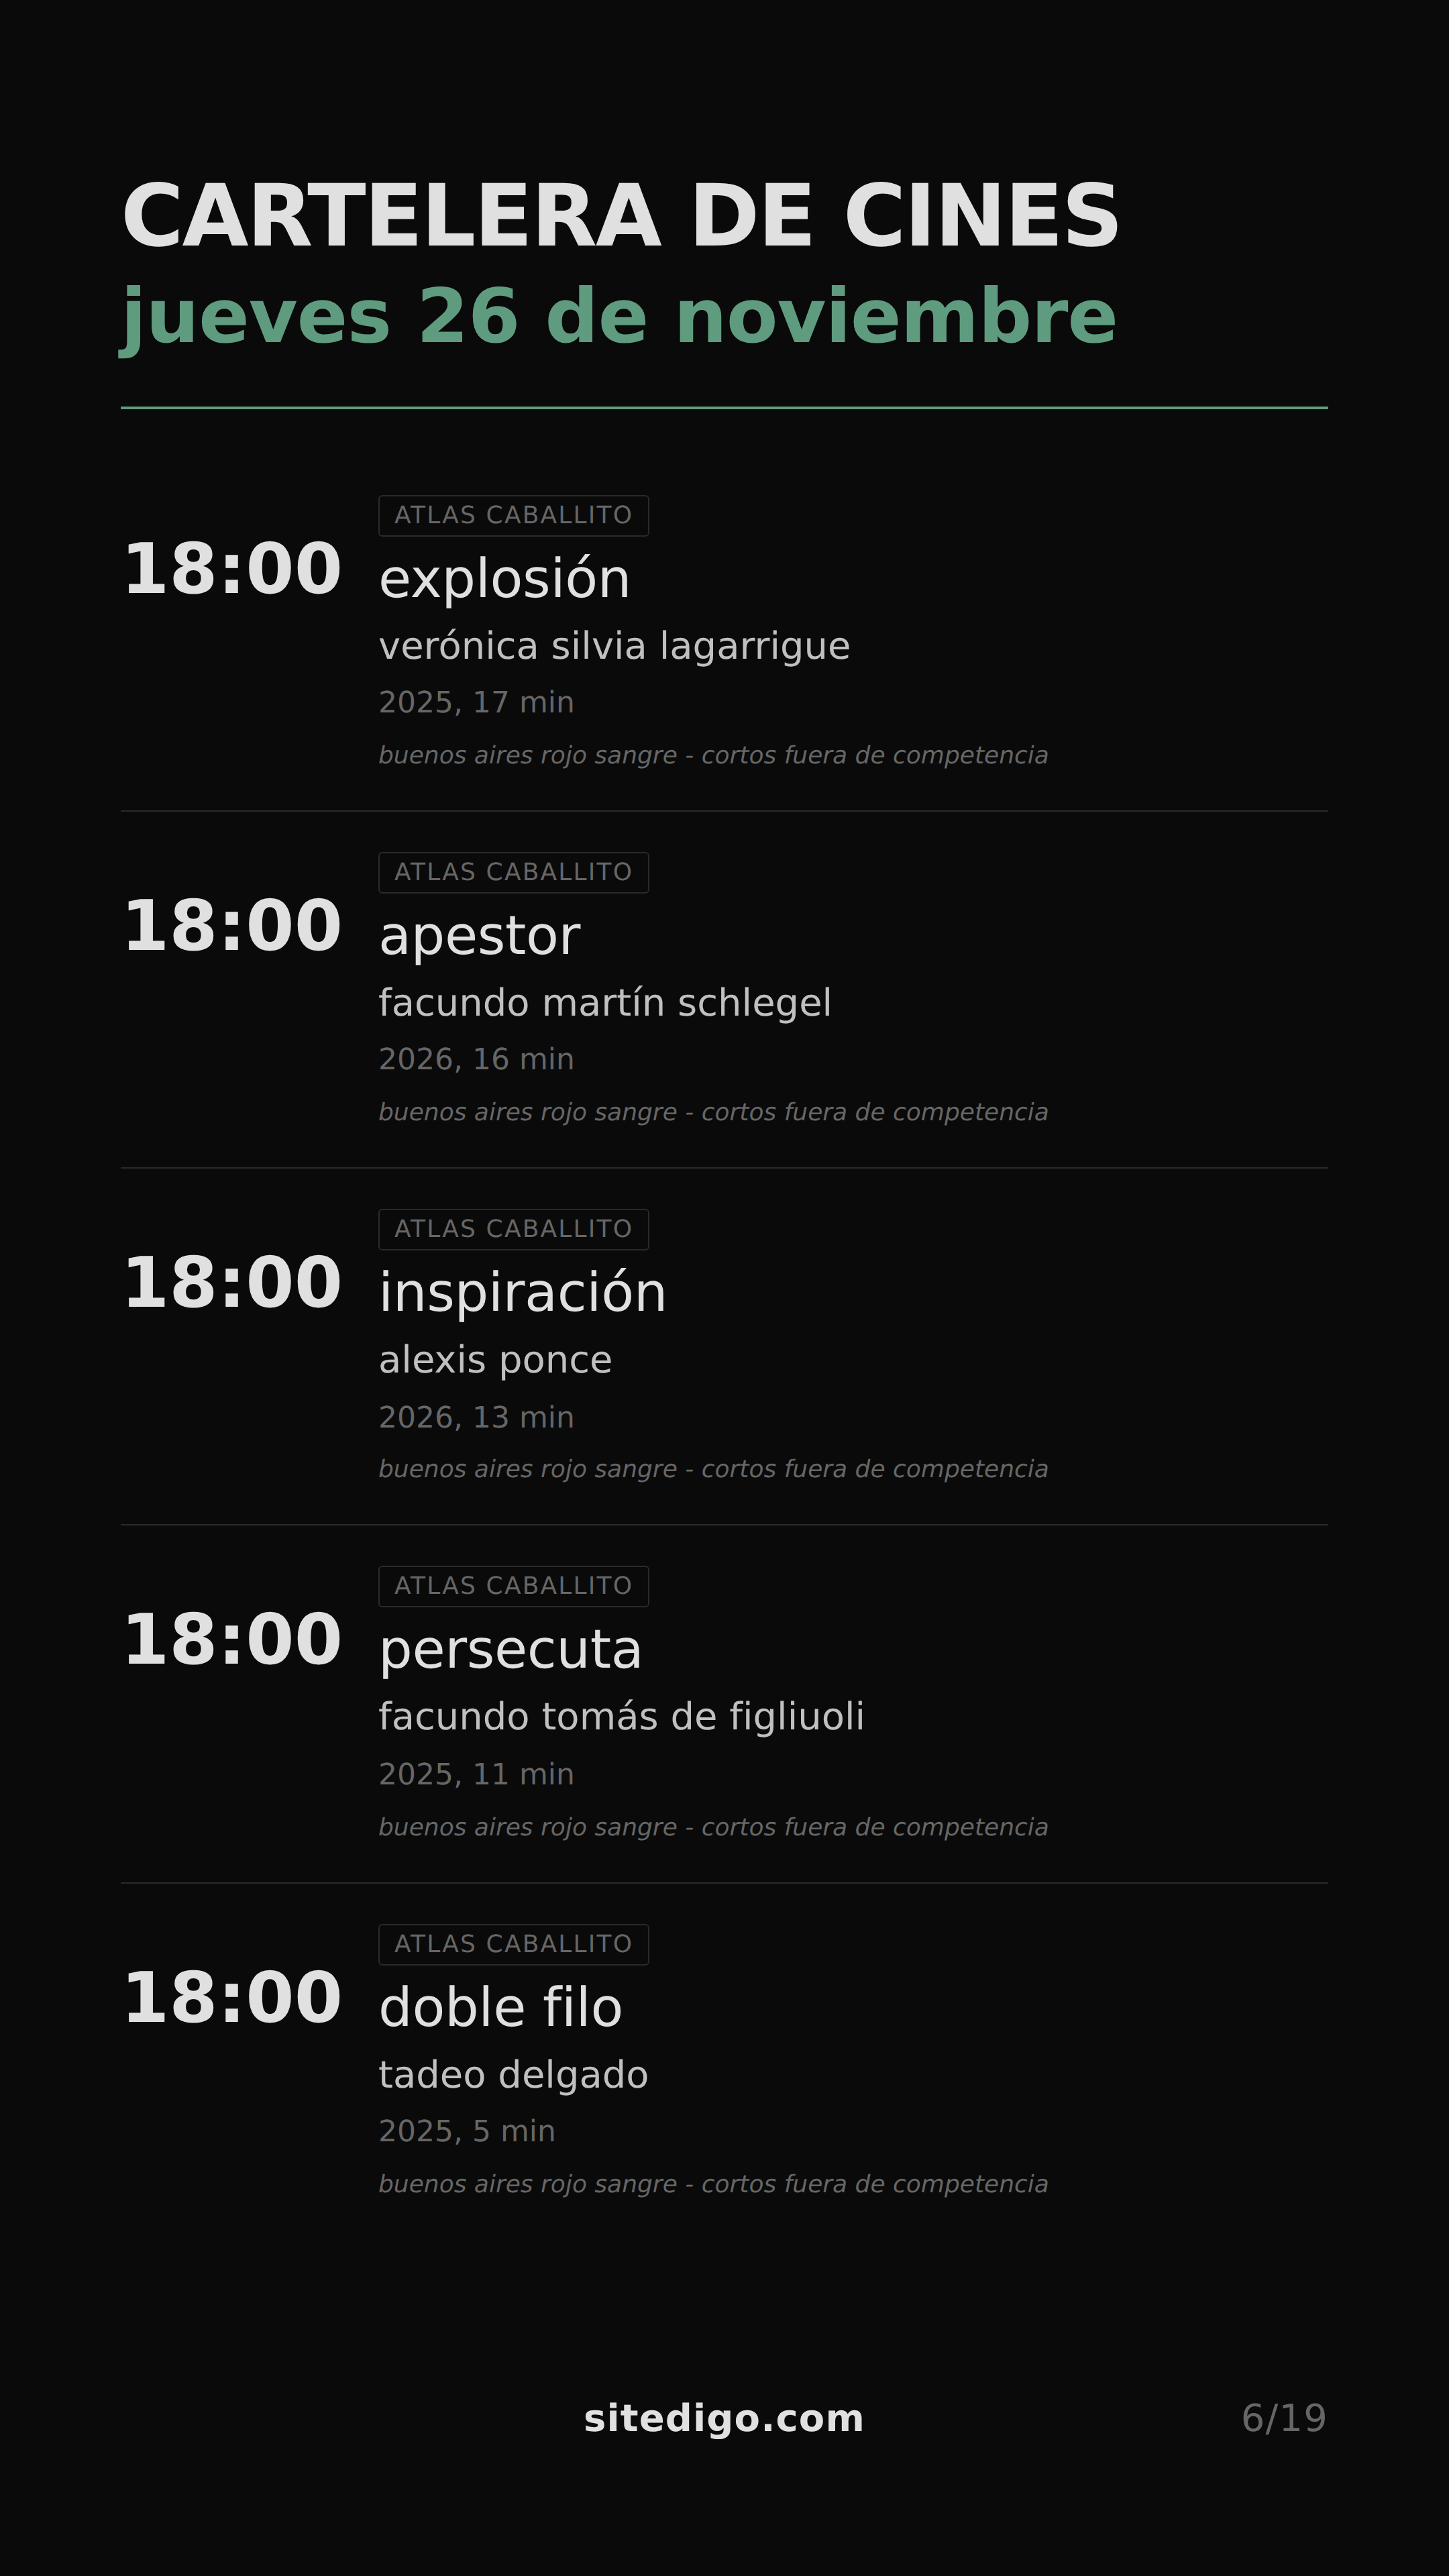 CARTELERA DE CINES
jueves 26 de noviembre
ATLAS CABALLITO
18:00
explosión
verónica silvia lagarrigue
2025, 17 min
buenos aires rojo sangre - cortos fuera de competencia
ATLAS CABALLITO
18:00
apestor
facundo martín schlegel
2026, 16 min
buenos aires rojo sangre - cortos fuera de competencia
ATLAS CABALLITO
18:00
inspiración
alexis ponce
2026, 13 min
buenos aires rojo sangre - cortos fuera de competencia
ATLAS CABALLITO
18:00
persecuta
facundo tomás de figliuoli
2025, 11 min
buenos aires rojo sangre - cortos fuera de competencia
ATLAS CABALLITO
18:00
doble filo
tadeo delgado
2025, 5 min
buenos aires rojo sangre - cortos fuera de competencia
sitedigo.com
6/19